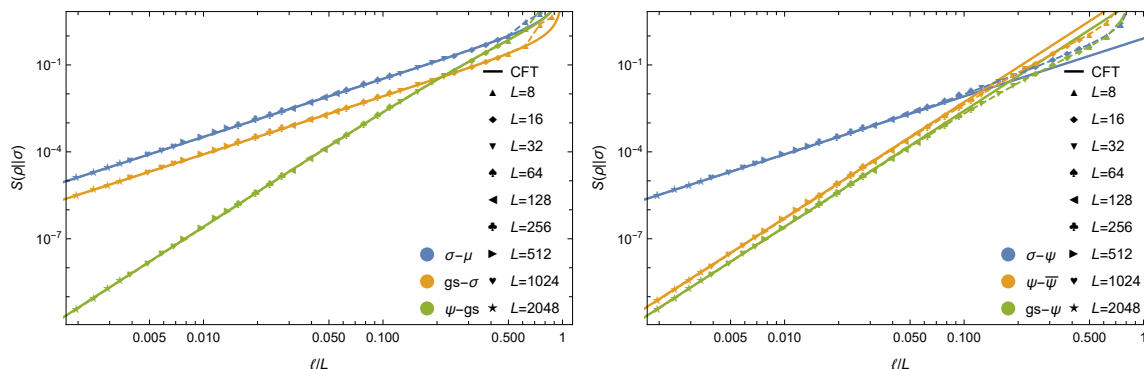 S(ρ||σ)
10⁻¹
10⁻⁴
10⁻⁷
CFT
L=8
L=16
L=32
L=64
L=128
L=256
L=512
L=1024
L=2048
σ-μ
gs-σ
ψ-gs
0.005 0.010 0.050 0.100 0.500 1
ℓ/L
S(ρ||σ)
10⁻¹
10⁻⁴
10⁻⁷
CFT
L=8
L=16
L=32
L=64
L=128
L=256
L=512
L=1024
L=2048
σ-ψ
ψ-ψ̅
gs-ψ
0.005 0.010 0.050 0.100 0.500 1
ℓ/L